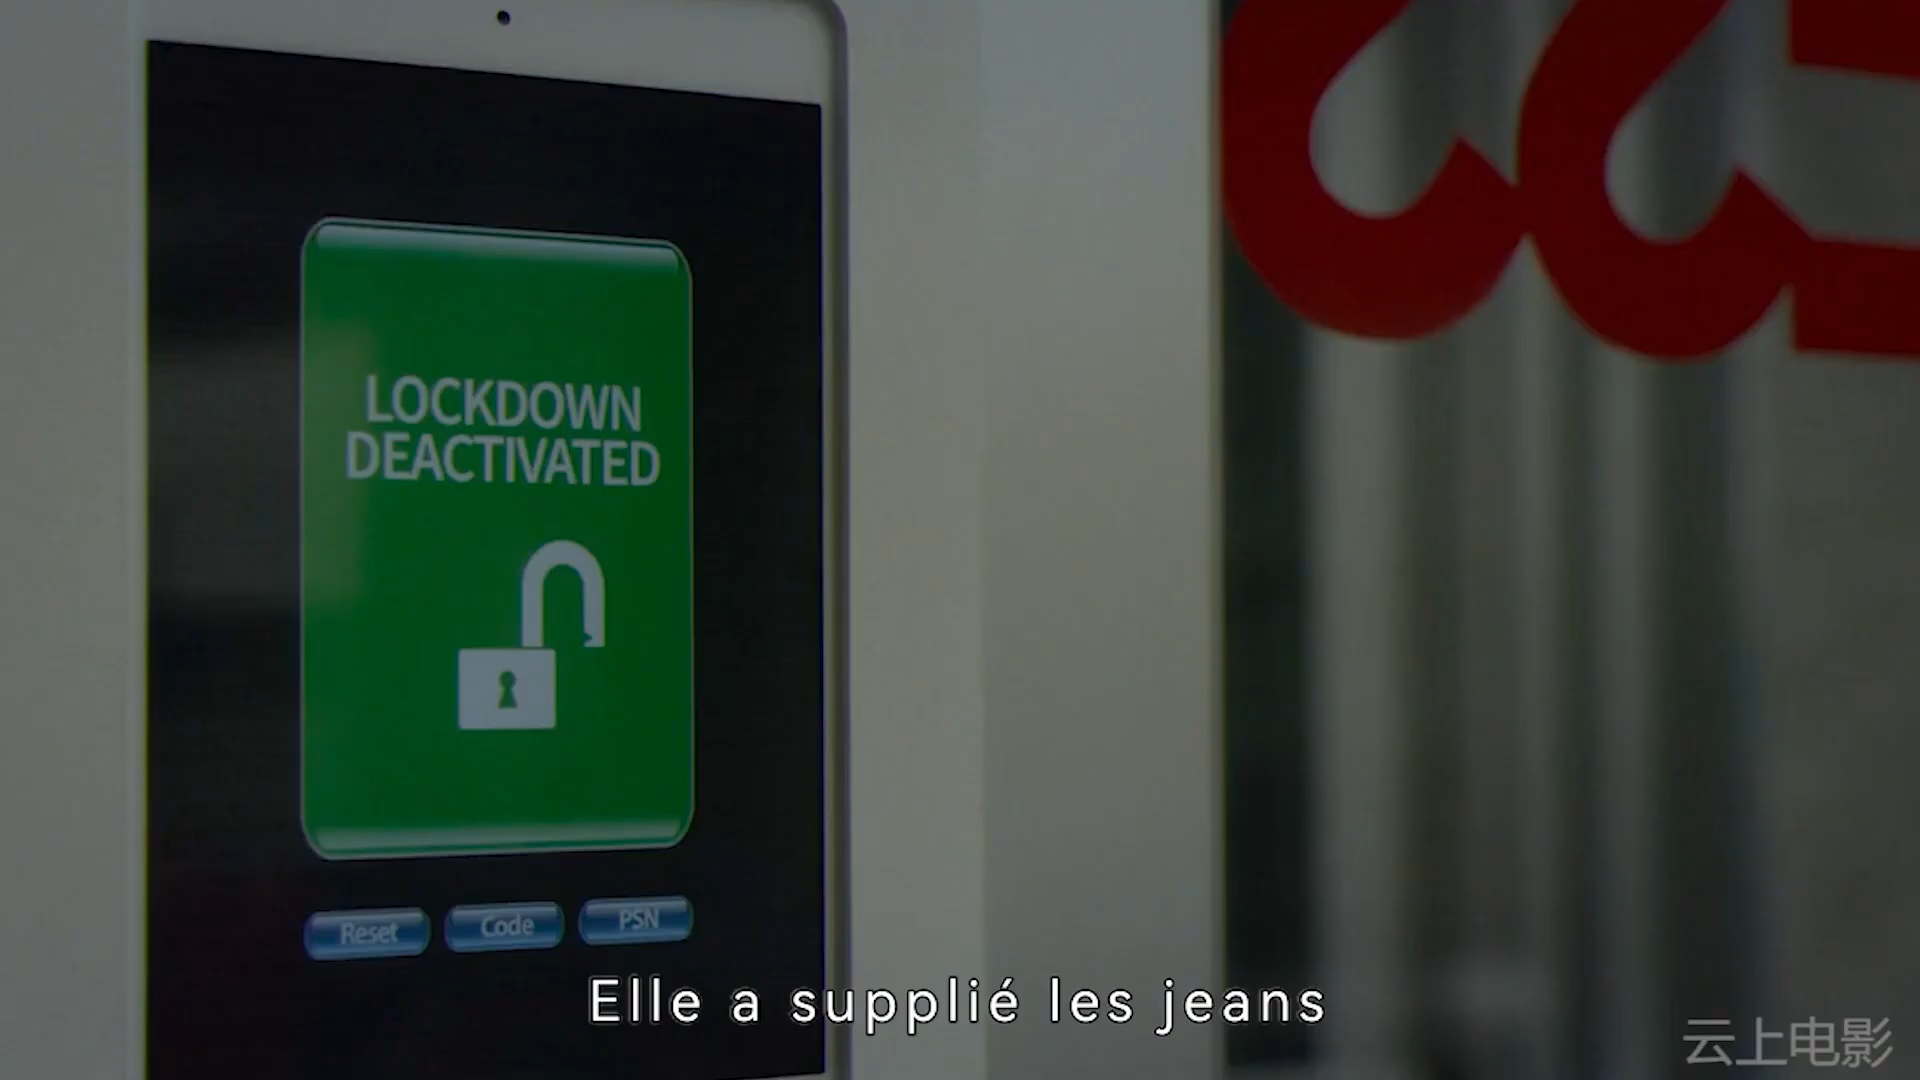 LOCKDOWN
DEACTIVATED
Reset Code PSN
Elle a supplié les jeans
云上电影